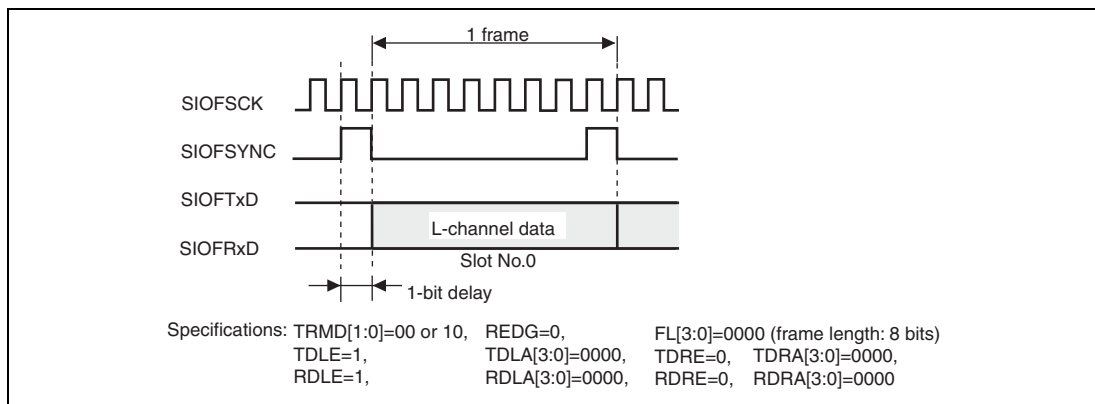 1 frame
SIOFSCK
SIOFSYNC
SIOFTxD
L-channel data
SIOFRxD
Slot No.0
1-bit delay
Specifications: TRMD[1:0]=00 or 10, REDG=0, FL[3:0]=0000 (frame length: 8 bits)
TDLE=1, TDLA[3:0]=0000, TDRE=0, TDRA[3:0]=0000,
RDLE=1, RDLA[3:0]=0000, RDRE=0, RDRA[3:0]=0000